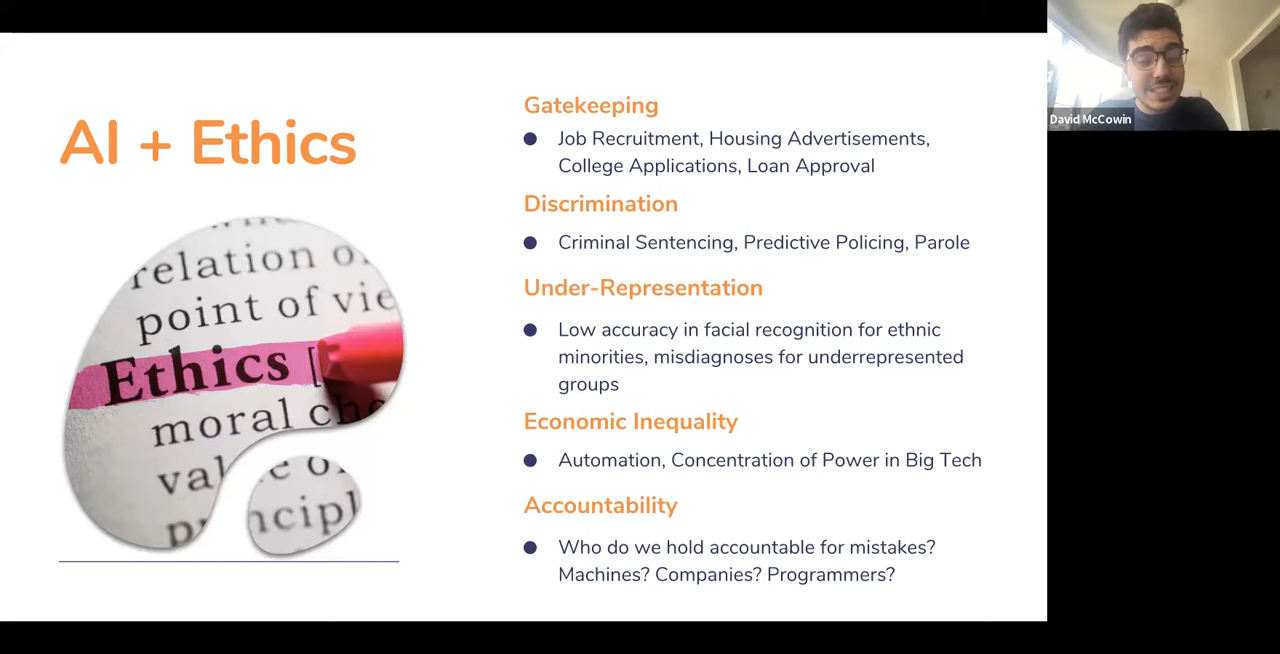 AI + Ethics
relation o
point of vie
Ethics [
moral ch
val e o
pr ncipl
Gatekeeping
Job Recruitment, Housing Advertisements,
College Applications, Loan Approval
Discrimination
Criminal Sentencing, Predictive Policing, Parole
Under-Representation
Low accuracy in facial recognition for ethnic
minorities, misdiagnoses for underrepresented
groups
Economic Inequality
Automation, Concentration of Power in Big Tech
Accountability
Who do we hold accountable for mistakes?
Machines? Companies? Programmers?
David McCowin